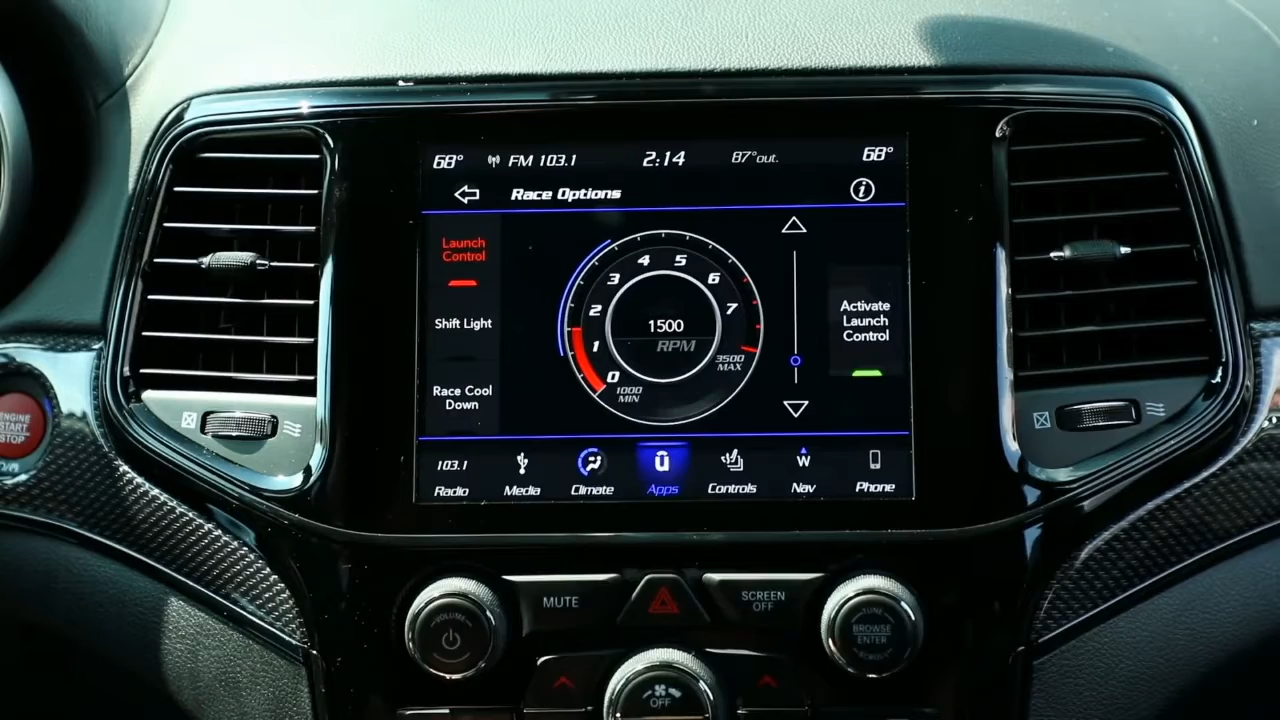 68°
FM 103.1
2:14
87°out.
68°
Race Options
i
Launch
Control
Shift Light
Race Cool
Down
0
1
2
3
4
5
6
7
1500
RPM
1000
MIN
3500
MAX
Activate
Launch
Control
103.1
Radio
Media
Climate
ū
Apps
Controls
W
Nav
Phone
ENGINE
START
STOP
VOLUME
MUTE
SCREEN
OFF
TUNE
BROWSE
ENTER
SCROLL
OFF